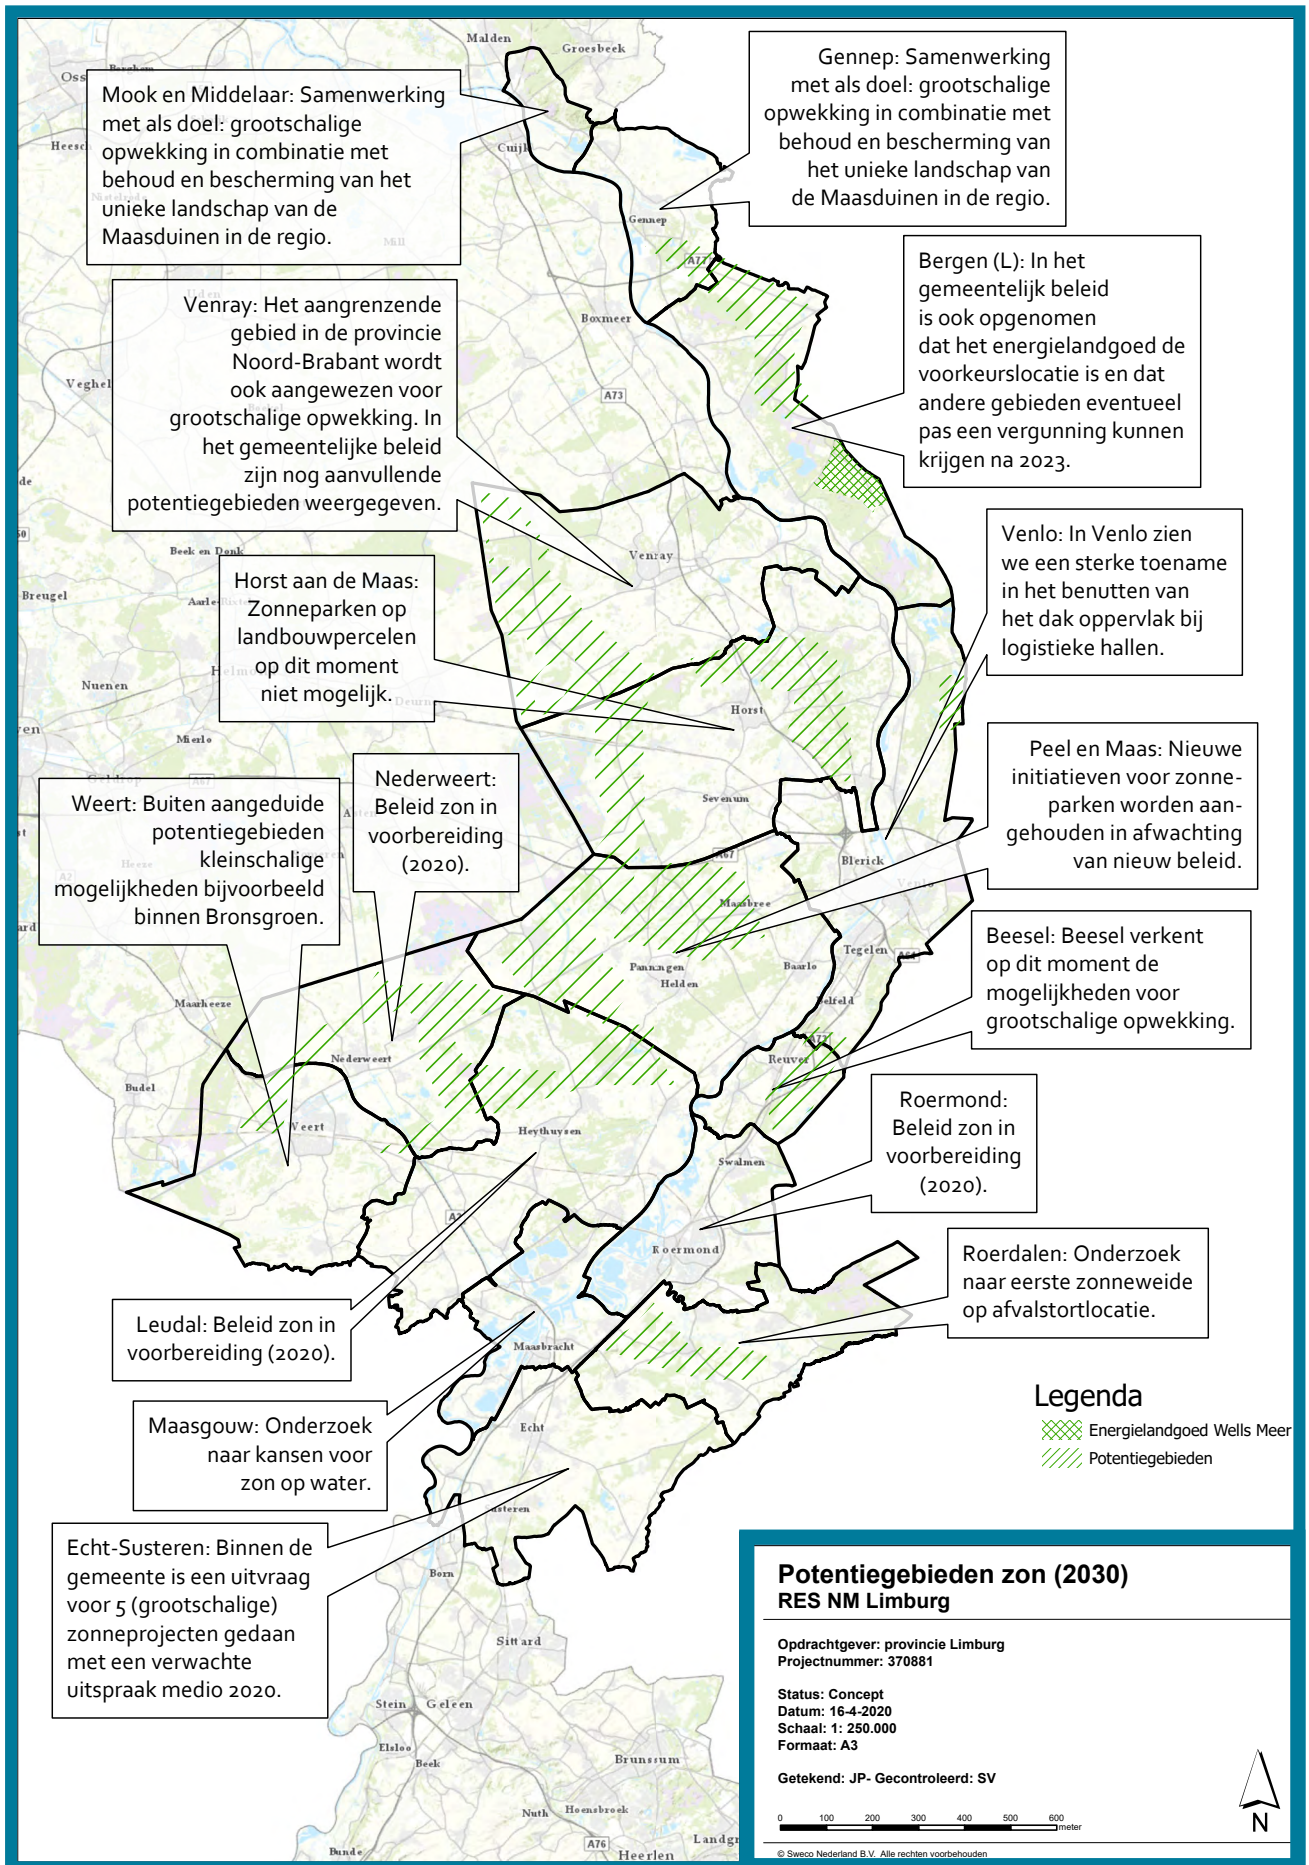 Mook en Middelaar: Samenwerking
met als doel: grootschalige
opwekking in combinatie met
behoud en bescherming van het
unieke landschap van de
Maasduinen in de regio.
Gennep: Samenwerking
met als doel: grootschalige
opwekking in combinatie met
behoud en bescherming van
het unieke landschap van
de Maasduinen in de regio.
Venray: Het aangrenzende
gebied in de provincie
Noord-Brabant wordt
ook aangewezen voor
grootschalige opwekking. In
het gemeentelijke beleid
zijn nog aanvullende
potentiegebieden weergegeven.
Bergen (L): In het
gemeentelijk beleid
is ook opgenomen
dat het energielandgoed de
voorkeurslocatie is en dat
andere gebieden eventueel
pas een vergunning kunnen
krijgen na 2023.
Horst aan de Maas:
Zonneparken op
landbouwpercelen
op dit moment
niet mogelijk.
Venlo: In Venlo zien
we een sterke toename
in het benutten van
het dak oppervlak bij
logistieke hallen.
Nederweert:
Beleid zon in
voorbereiding
(2020).
Weert: Buiten aangeduide
potentiegebieden
kleinschalige
mogelijkheden bijvoorbeeld
binnen Bronsgroen.
Peel en Maas: Nieuwe
initiatieven voor zonne-
parken worden aan-
gehouden in afwachting
van nieuw beleid.
Beesel: Beesel verkent
op dit moment de
mogelijkheden voor
grootschalige opwekking.
Roermond:
Beleid zon in
voorbereiding
(2020).
Roerdalen: Onderzoek
naar eerste zonneweide
op afvalstortlocatie.
Leudal: Beleid zon in
voorbereiding (2020).
Maasgouw: Onderzoek
naar kansen voor
zon op water.
Echt-Susteren: Binnen de
gemeente is een uitvraag
voor 5 (grootschalige)
zonneprojecten gedaan
met een verwachte
uitspraak medio 2020.
Malden
Groesbeek
Oss
Heesch
Cuijk
Mill
Gennep
A77
Boxmeer
Uden
Veghel
A73
Venray
Beek en Donk
Breugel
Nuenen
Mierlo
Horst
Sevenum
A67
Blerick
Venlo
Maasbree
Tegelen
Panningen
Helden
Baarlo
Belfeld
Maarheeze
Nederweert
A73
Reuver
Budel
Weert
Heythuysen
Swalmen
Roermond
Maasbracht
Echt
Susteren
Born
Sittard
Stein
Geleen
Elsloo
Beek
Brunssum
Nuth
Hoensbroek
A76
Heerlen
Landgr
Bunde
Legenda
Energielandgoed Wells Meer
Potentiegebieden
Potentiegebieden zon (2030)
RES NM Limburg
Opdrachtgever: provincie Limburg
Projectnummer: 370881
Status: Concept
Datum: 16-4-2020
Schaal: 1: 250.000
Formaat: A3
Getekend: JP- Gecontroleerd: SV
0 100 200 300 400 500 600
meter
N
© Sweco Nederland B.V. Alle rechten voorbehouden